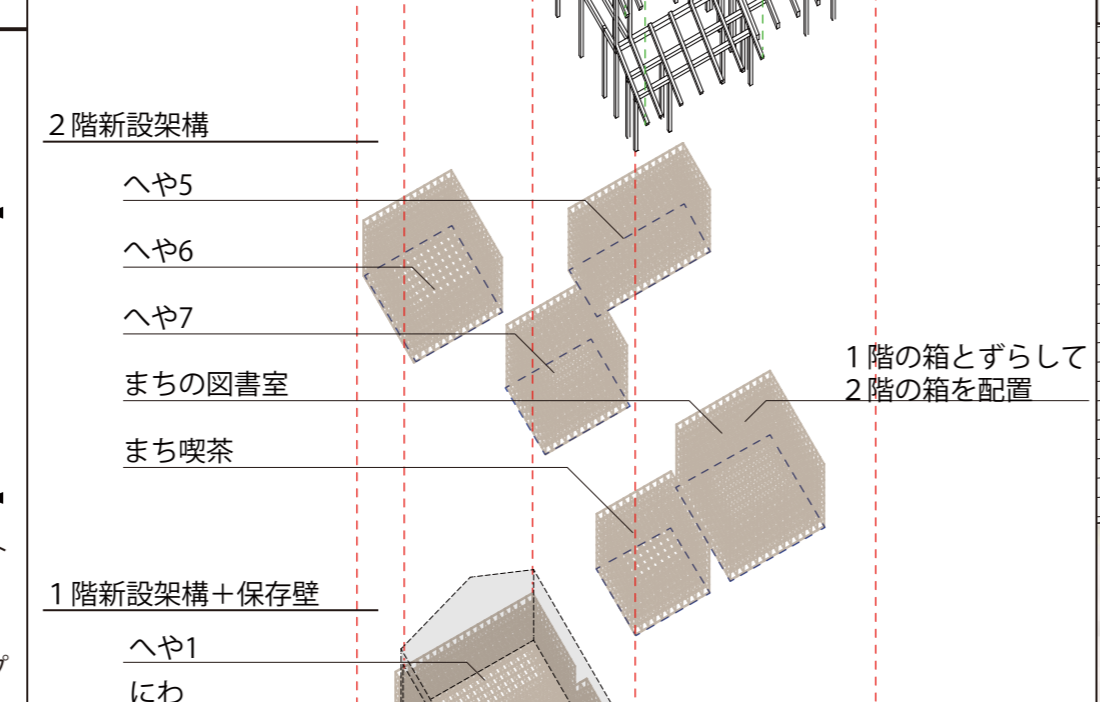 2階新設架構
へや5
へや6
へや7
まちの図書室
まち喫茶
1階の箱とずらして
2階の箱を配置
1階新設架構＋保存壁
へや1
にわ